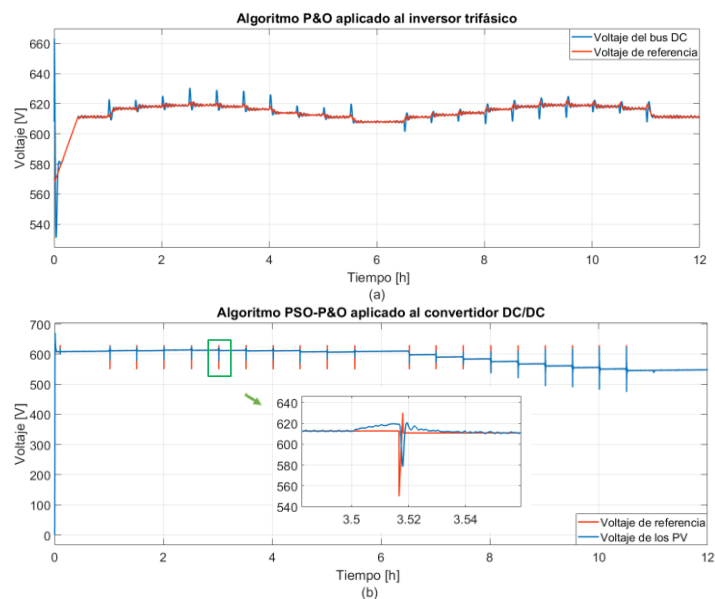 Algoritmo P&O aplicado al inversor trifásico
Voltaje del bus DC
Voltaje de referencia
Voltaje [V]
660
640
620
600
580
560
540
0 2 4 6 8 10 12
Tiempo [h]
(a)
Algoritmo PSO-P&O aplicado al convertidor DC/DC
Voltaje [V]
700
600
500
400
300
200
100
0
640
620
600
580
560
540
3.5 3.52 3.54
Voltaje de referencia
Voltaje de los PV
0 2 4 6 8 10 12
Tiempo [h]
(b)